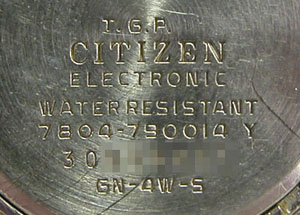 T.G.P.
CITIZEN
ELECTRONIC
WATER RESISTANT
7804-790014 Y
30
GN-4W-S